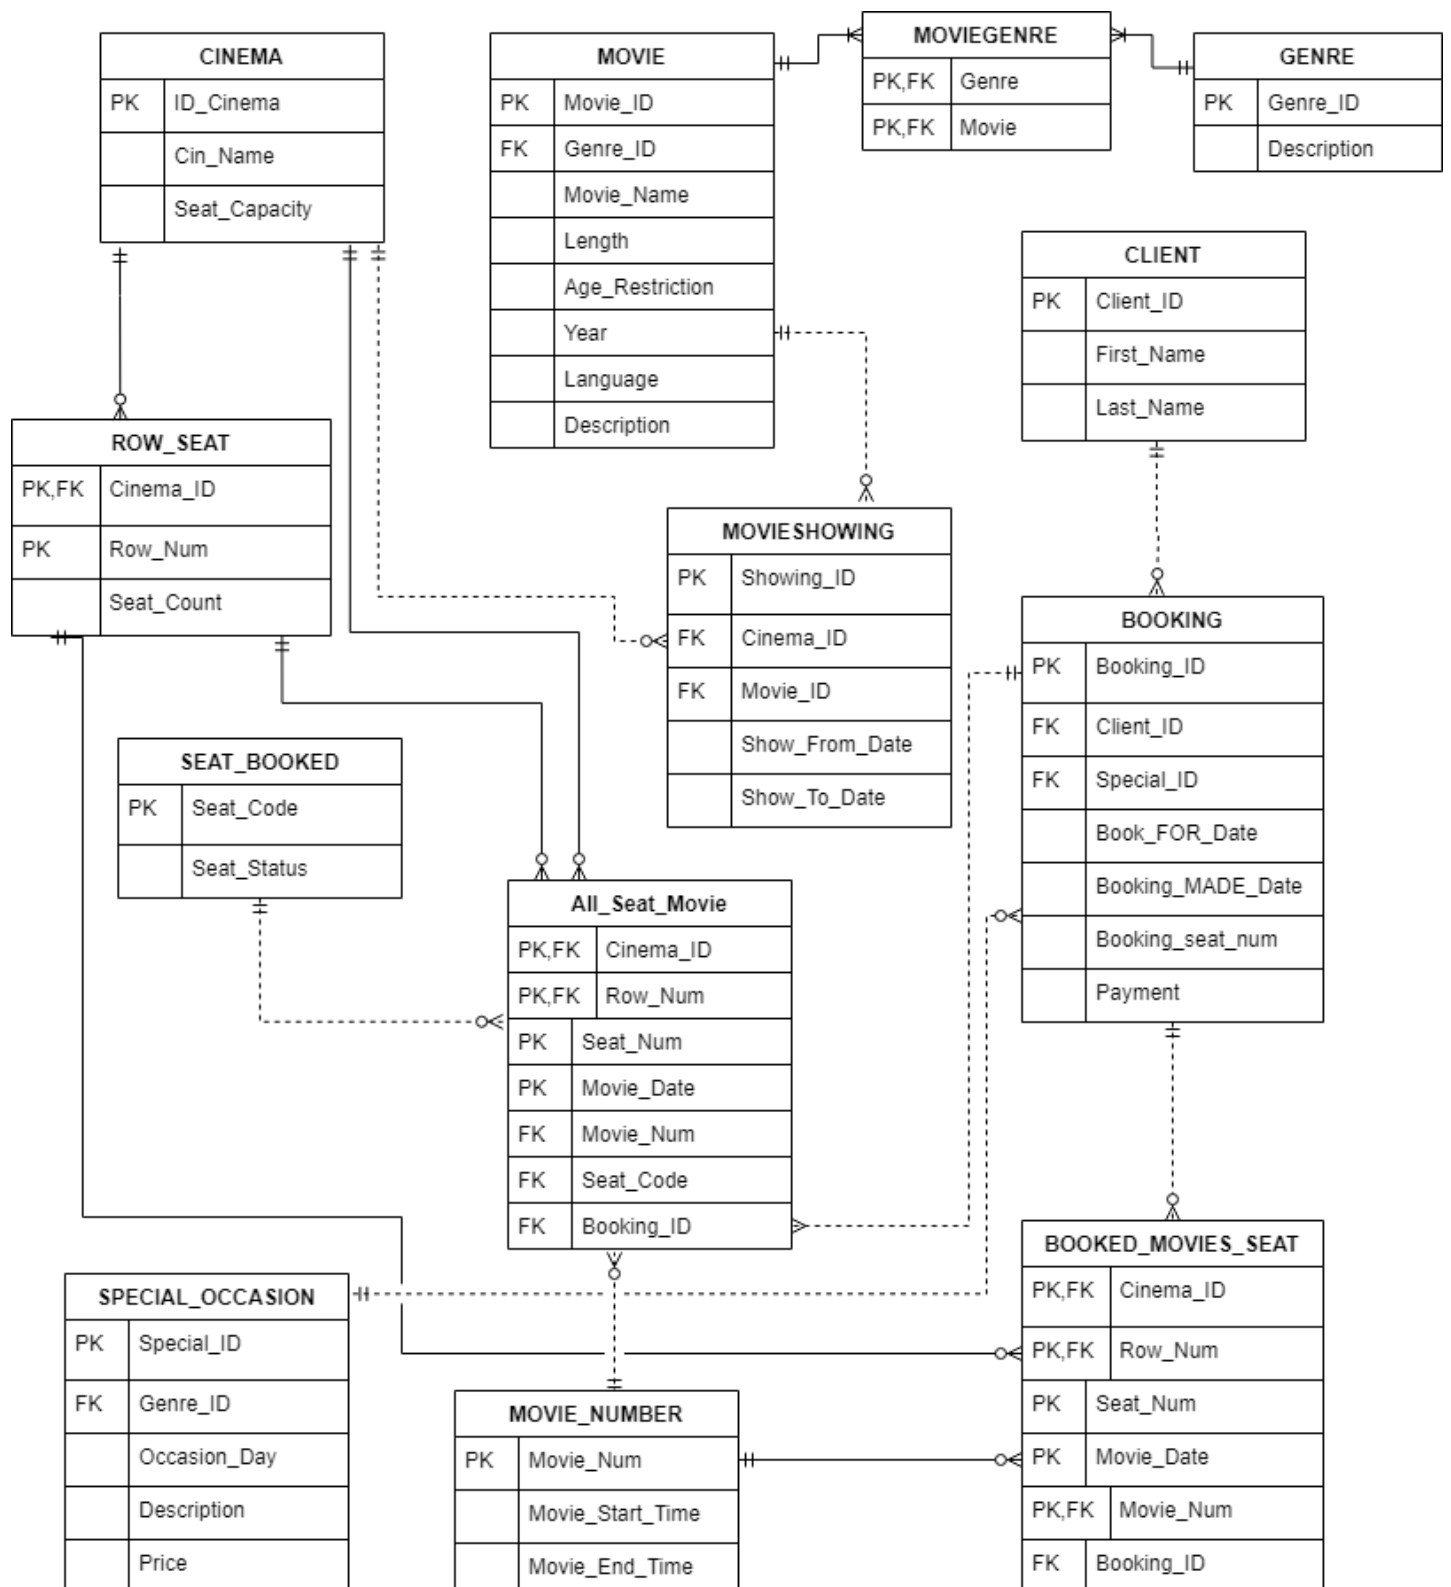 CINEMA
PK ID_Cinema
Cin_Name
Seat_Capacity
MOVIE
PK Movie_ID
FK Genre_ID
Movie_Name
Length
Age_Restriction
Year
Language
Description
MOVIEGENRE
PK,FK Genre
PK,FK Movie
GENRE
PK Genre_ID
Description
CLIENT
PK Client_ID
First_Name
Last_Name
ROW_SEAT
PK,FK Cinema_ID
PK Row_Num
Seat_Count
MOVIESHOWING
PK Showing_ID
FK Cinema_ID
FK Movie_ID
Show_From_Date
Show_To_Date
BOOKING
PK Booking_ID
FK Client_ID
FK Special_ID
Book_FOR_Date
Booking_MADE_Date
Booking_seat_num
Payment
SEAT_BOOKED
PK Seat_Code
Seat_Status
All_Seat_Movie
PK,FK Cinema_ID
PK,FK Row_Num
PK Seat_Num
PK Movie_Date
FK Movie_Num
FK Seat_Code
FK Booking_ID
BOOKED_MOVIES_SEAT
PK,FK Cinema_ID
PK,FK Row_Num
PK Seat_Num
PK Movie_Date
PK,FK Movie_Num
FK Booking_ID
SPECIAL_OCCASION
PK Special_ID
FK Genre_ID
Occasion_Day
Description
Price
MOVIE_NUMBER
PK Movie_Num
Movie_Start_Time
Movie_End_Time